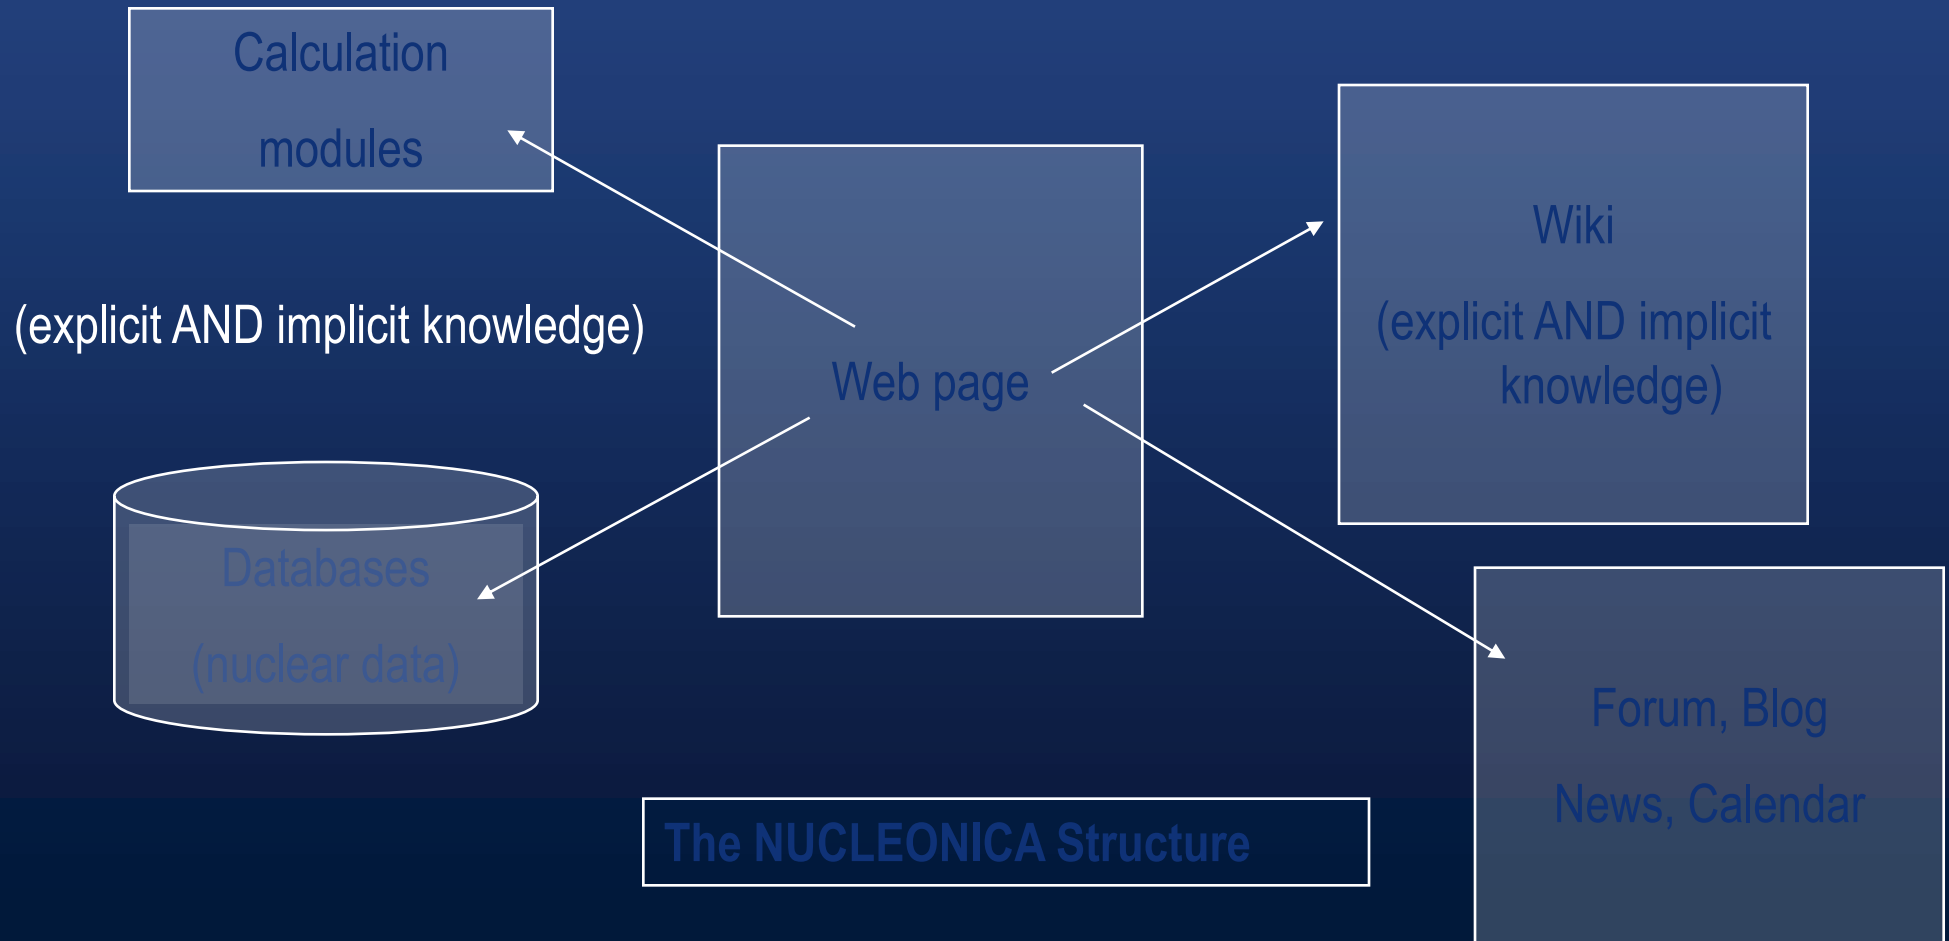 Calculation
modules
(explicit AND implicit knowledge)
Databases
(nuclear data)
Web page
Wiki
(explicit AND implicit
knowledge)
Forum, Blog
News, Calendar
The NUCLEONICA Structure